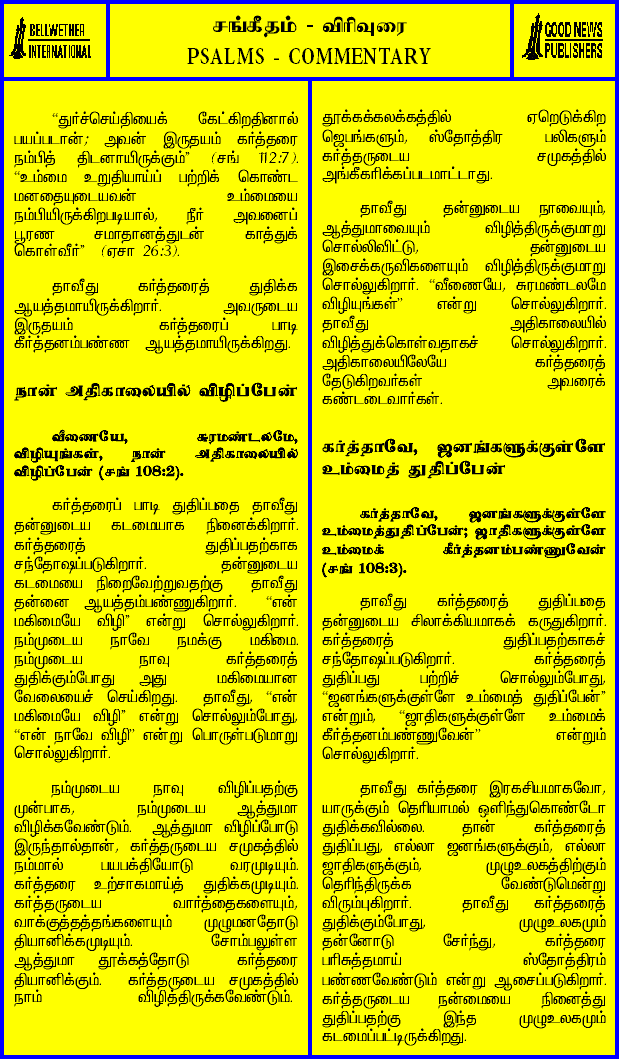 BELLWETHER
INTERNATIONAL
சங்கீதம் - விரிவுரை
PSALMS - COMMENTARY
GOOD NEWS
PUBLISHERS
“துர்ச்செய்தியைக் கேட்கிறதினால்
பயப்படான்; அவன் இருதயம் கர்த்தரை
நம்பித் திடனாயிருக்கும்” (சங் 112:7).
“உம்மை உறுதியாய்ப் பற்றிக் கொண்ட
மனதையுடையவன் உம்மையை
நம்பியிருக்கிறபடியால், நீர் அவனைப்
பூரண சமாதானத்துடன் காத்துக்
கொள்வீர்” (ஏசா 26:3).
தாவீது கர்த்தரைத் துதிக்க
ஆயத்தமாயிருக்கிறார். அவருடைய
இருதயம் கர்த்தரைப் பாடி
கீர்த்தனம்பண்ண ஆயத்தமாயிருக்கிறது.
நான் அதிகாலையில் விழிப்பேன்
வீணையே, சுரமண்டலமே,
விழியுங்கள், நான் அதிகாலையில்
விழிப்பேன் (சங் 108:2).
கர்த்தரைப் பாடி துதிப்பதை தாவீது
தன்னுடைய கடமையாக நினைக்கிறார்.
கர்த்தரைத் துதிப்பதற்காக
சந்தோஷப்படுகிறார். தன்னுடைய
கடமையை நிறைவேற்றுவதற்கு தாவீது
தன்னை ஆயத்தம்பண்ணுகிறார். “என்
மகிமையே விழி” என்று சொல்லுகிறார்.
நம்முடைய நாவே நமக்கு மகிமை.
நம்முடைய நாவு கர்த்தரைத்
துதிக்கும்போது அது மகிமையான
வேலையைச் செய்கிறது. தாவீது, “என்
மகிமையே விழி” என்று சொல்லும்போது,
“என் நாவே விழி” என்று பொருள்படுமாறு
சொல்லுகிறார்.
நம்முடைய நாவு விழிப்பதற்கு
முன்பாக, நம்முடைய ஆத்துமா
விழிக்கவேண்டும். ஆத்துமா விழிப்போடு
இருந்தால்தான், கர்த்தருடைய சமுகத்தில்
நம்மால் பயபக்தியோடு வரமுடியும்.
கர்த்தரை உற்சாகமாய்த் துதிக்கமுடியும்.
கர்த்தருடைய வார்த்தைகளையும்,
வாக்குத்தத்தங்களையும் முழுமனதோடு
தியானிக்கமுடியும். சோம்பலுள்ள
ஆத்துமா தூக்கத்தோடு கர்த்தரை
தியானிக்கும். கர்த்தருடைய சமுகத்தில்
நாம் விழித்திருக்கவேண்டும்.
தூக்கக்கலக்கத்தில் ஏறெடுக்கிற
ஜெபங்களும், ஸ்தோத்திர பலிகளும்
கர்த்தருடைய சமுகத்தில்
அங்கீகரிக்கப்படமாட்டாது.
தாவீது தன்னுடைய நாவையும்,
ஆத்துமாவையும் விழித்திருக்குமாறு
சொல்லிவிட்டு, தன்னுடைய
இசைக்கருவிகளையும் விழித்திருக்குமாறு
சொல்லுகிறார். “வீணையே, சுரமண்டலமே
விழியுங்கள்” என்று சொல்லுகிறார்.
தாவீது அதிகாலையில்
விழித்துக்கொள்வதாகச் சொல்லுகிறார்.
அதிகாலையிலேயே கர்த்தரைத்
தேடுகிறவர்கள் அவரைக்
கண்டடைவார்கள்.
கர்த்தாவே, ஜனங்களுக்குள்ளே
உம்மைத் துதிப்பேன்
கர்த்தாவே, ஜனங்களுக்குள்ளே
உம்மைத்துதிப்பேன்; ஜாதிகளுக்குள்ளே
உம்மைக் கீர்த்தனம்பண்ணுவேன்
(சங் 108:3).
தாவீது கர்த்தரைத் துதிப்பதை
தன்னுடைய சிலாக்கியமாகக் கருதுகிறார்.
கர்த்தரைத் துதிப்பதற்காகச்
சந்தோஷப்படுகிறார். கர்த்தரைத்
துதிப்பது பற்றிச் சொல்லும்போது,
“ஜனங்களுக்குள்ளே உம்மைத் துதிப்பேன்”
என்றும், “ஜாதிகளுக்குள்ளே உம்மைக்
கீர்த்தனம்பண்ணுவேன்” என்றும்
சொல்லுகிறார்.
தாவீது கர்த்தரை இரகசியமாகவோ,
யாருக்கும் தெரியாமல் ஒளிந்துகொண்டோ
துதிக்கவில்லை. தான் கர்த்தரைத்
துதிப்பது, எல்லா ஜனங்களுக்கும், எல்லா
ஜாதிகளுக்கும், முழுஉலகத்திற்கும்
தெரிந்திருக்க வேண்டுமென்று
விரும்புகிறார். தாவீது கர்த்தரைத்
துதிக்கும்போது, முழுஉலகமும்
தன்னோடு சேர்ந்து, கர்த்தரை
பரிசுத்தமாய் ஸ்தோத்திரம்
பண்ணவேண்டும் என்று ஆசைப்படுகிறார்.
கர்த்தருடைய நன்மையை நினைத்து
துதிப்பதற்கு இந்த முழுஉலகமும்
கடமைப்பட்டிருக்கிறது.